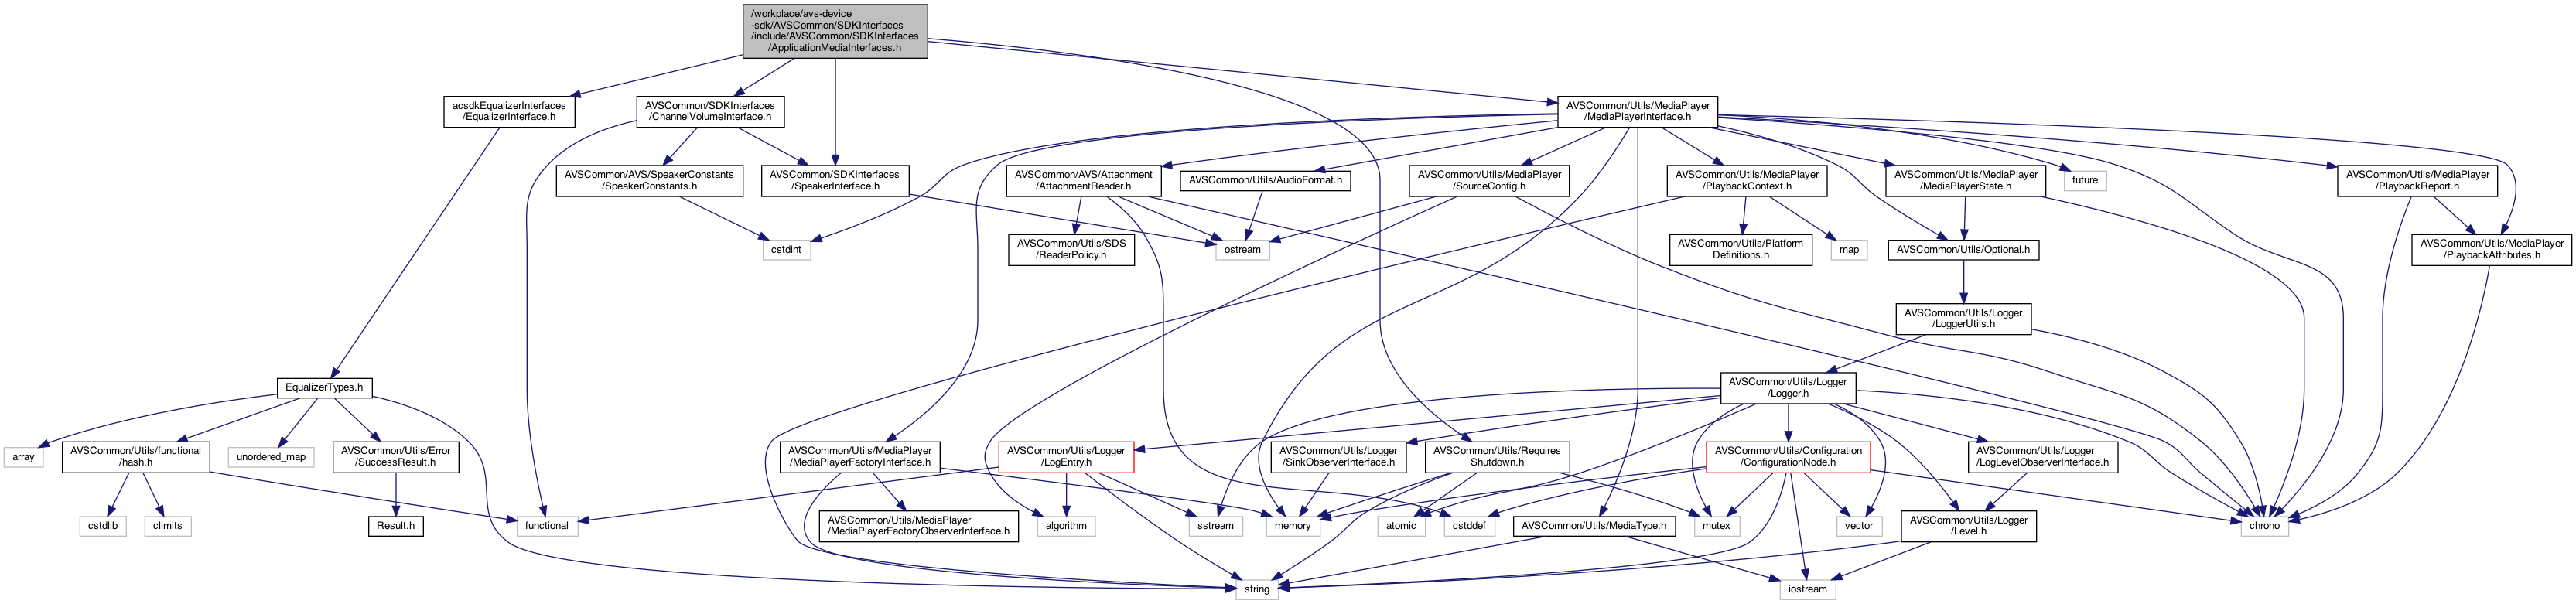 /workplace/avs-device
-sdk/AVSCommon/SDKInterfaces
/include/AVSCommon/SDKInterfaces
/ApplicationMediaInterfaces.h
acsdkEqualizerInterfaces
/EqualizerInterface.h
AVSCommon/SDKInterfaces
/ChannelVolumeInterface.h
AVSCommon/Utils/MediaPlayer
/MediaPlayerInterface.h
AVSCommon/AVS/SpeakerConstants
/SpeakerConstants.h
AVSCommon/SDKInterfaces
/SpeakerInterface.h
AVSCommon/AVS/Attachment
/AttachmentReader.h
AVSCommon/Utils/AudioFormat.h
AVSCommon/Utils/MediaPlayer
/SourceConfig.h
AVSCommon/Utils/MediaPlayer
/PlaybackContext.h
AVSCommon/Utils/MediaPlayer
/MediaPlayerState.h
future
AVSCommon/Utils/MediaPlayer
/PlaybackReport.h
cstdint
AVSCommon/Utils/SDS
/ReaderPolicy.h
ostream
AVSCommon/Utils/Platform
Definitions.h
map
AVSCommon/Utils/Optional.h
AVSCommon/Utils/MediaPlayer
/PlaybackAttributes.h
AVSCommon/Utils/Logger
/LoggerUtils.h
EqualizerTypes.h
AVSCommon/Utils/Logger
/Logger.h
array
AVSCommon/Utils/functional
/hash.h
unordered_map
AVSCommon/Utils/Error
/SuccessResult.h
AVSCommon/Utils/MediaPlayer
/MediaPlayerFactoryInterface.h
AVSCommon/Utils/Logger
/LogEntry.h
AVSCommon/Utils/Logger
/SinkObserverInterface.h
AVSCommon/Utils/Requires
Shutdown.h
AVSCommon/Utils/Configuration
/ConfigurationNode.h
AVSCommon/Utils/Logger
/LogLevelObserverInterface.h
cstdlib
climits
Result.h
functional
AVSCommon/Utils/MediaPlayer
/MediaPlayerFactoryObserverInterface.h
algorithm
sstream
memory
atomic
cstddef
AVSCommon/Utils/MediaType.h
mutex
vector
AVSCommon/Utils/Logger
/Level.h
chrono
string
iostream